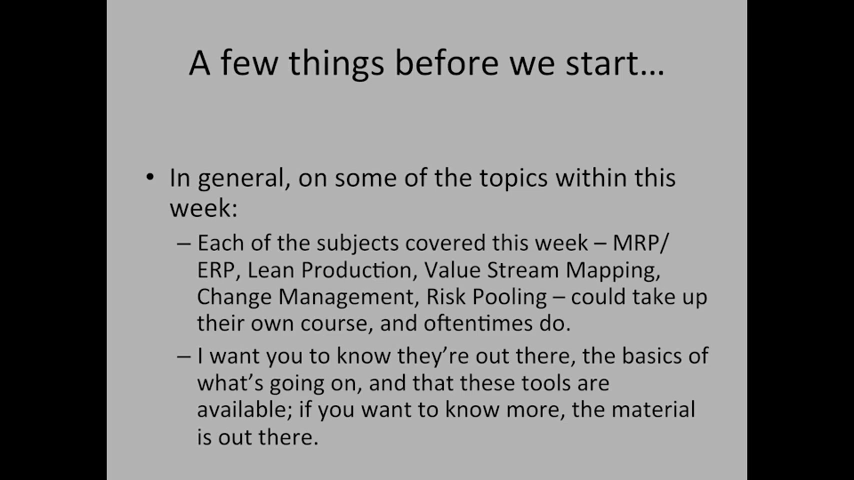 A few things before we start…
• In general, on some of the topics within this
week:
– Each of the subjects covered this week – MRP/
ERP, Lean Production, Value Stream Mapping,
Change Management, Risk Pooling – could take up
their own course, and oftentimes do.
– I want you to know they’re out there, the basics of
what’s going on, and that these tools are
available; if you want to know more, the material
is out there.